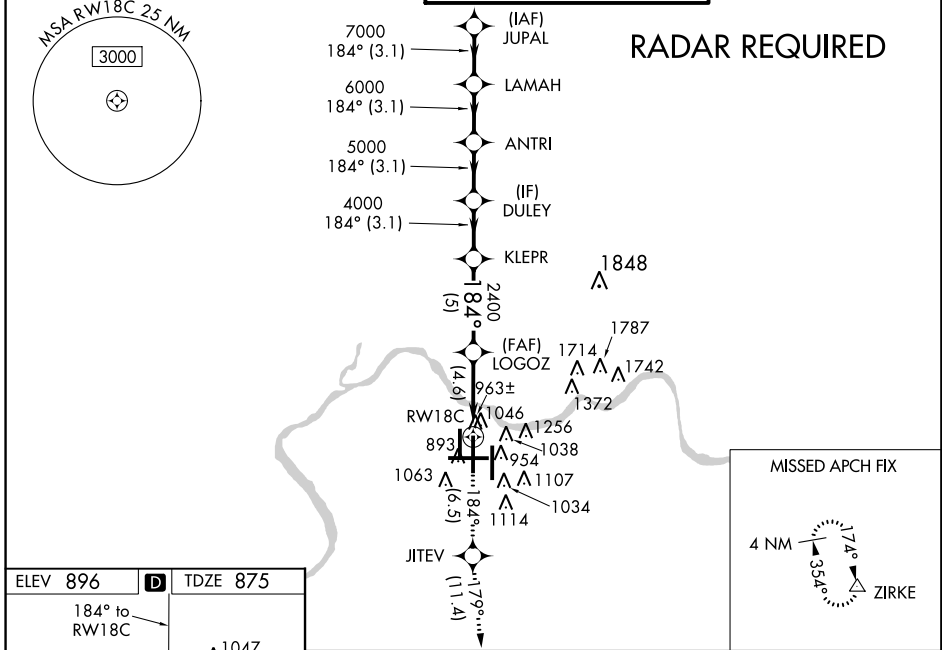 MSA RW18C 25 NM
3000
RADAR REQUIRED
(IAF)
JUPAL
7000
184° (3.1)
LAMAH
6000
184° (3.1)
ANTRI
5000
184° (3.1)
(IF)
DULEY
4000
184° (3.1)
KLEPR
2400
184°
(5)
1848
1787
1714
1742
1372
(FAF)
LOGOZ
(4.6)
963±
RW18C
1046
1256
1038
893
954
1063
1107
1034
1114
184°
(6.5)
JITEV
179°
(11.4)
MISSED APCH FIX
4 NM
174°
354°
ZIRKE
ELEV 896
D
TDZE 875
184° to
RW18C
1047